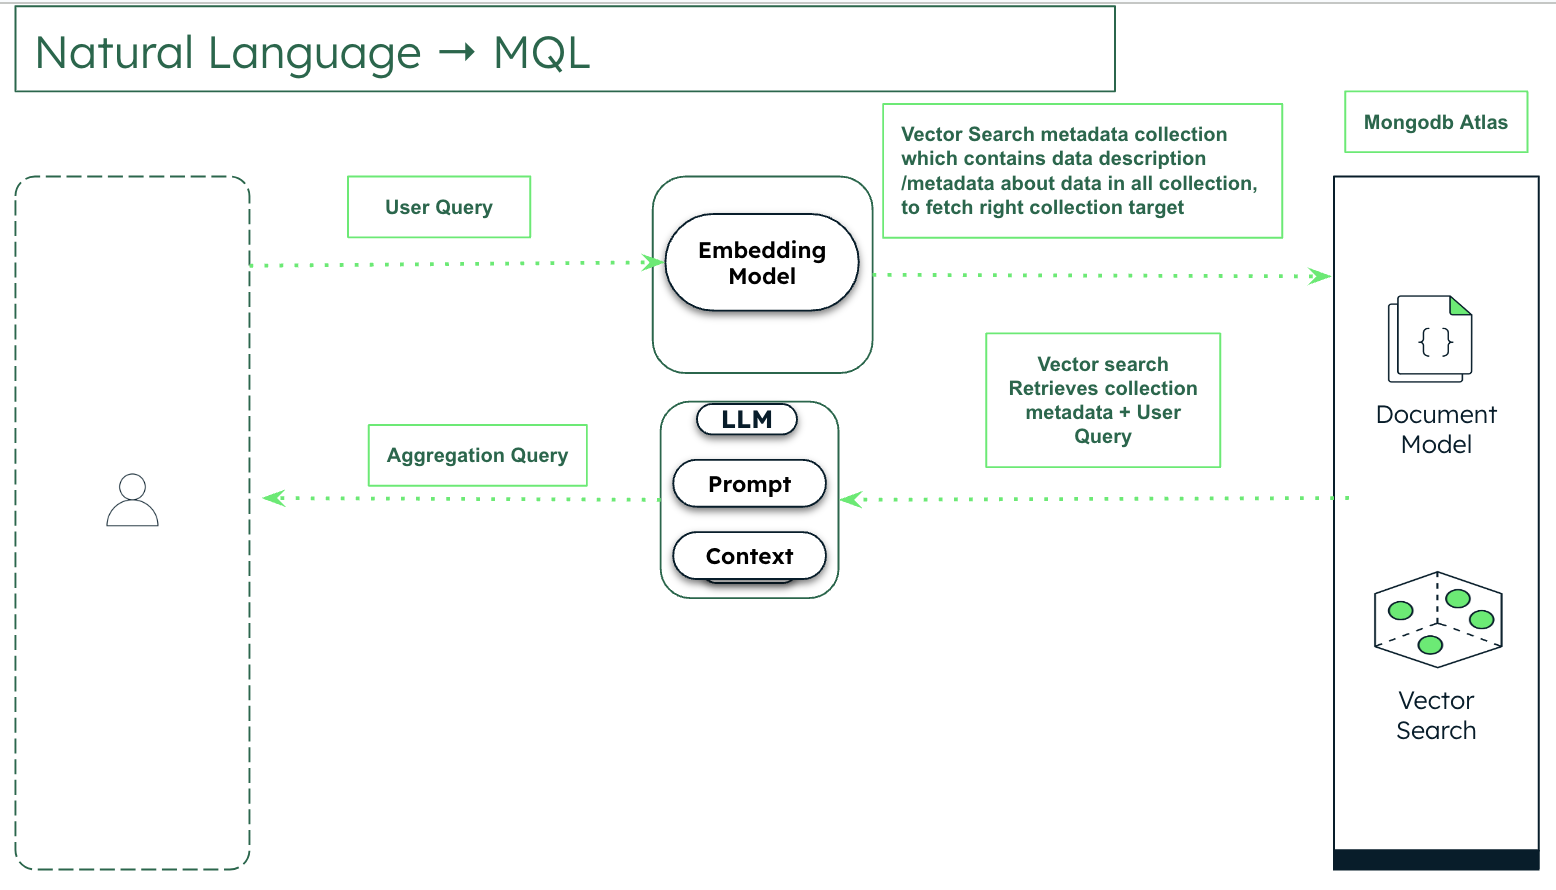 Natural Language → MQL
Mongodb Atlas
Vector Search metadata collection
which contains data description
/metadata about data in all collection,
to fetch right collection target
User Query
Embedding
Model
Vector search
Retrieves collection
metadata + User
Query
{ }
Document
Model
LLM
Aggregation Query
Prompt
Context
Vector
Search